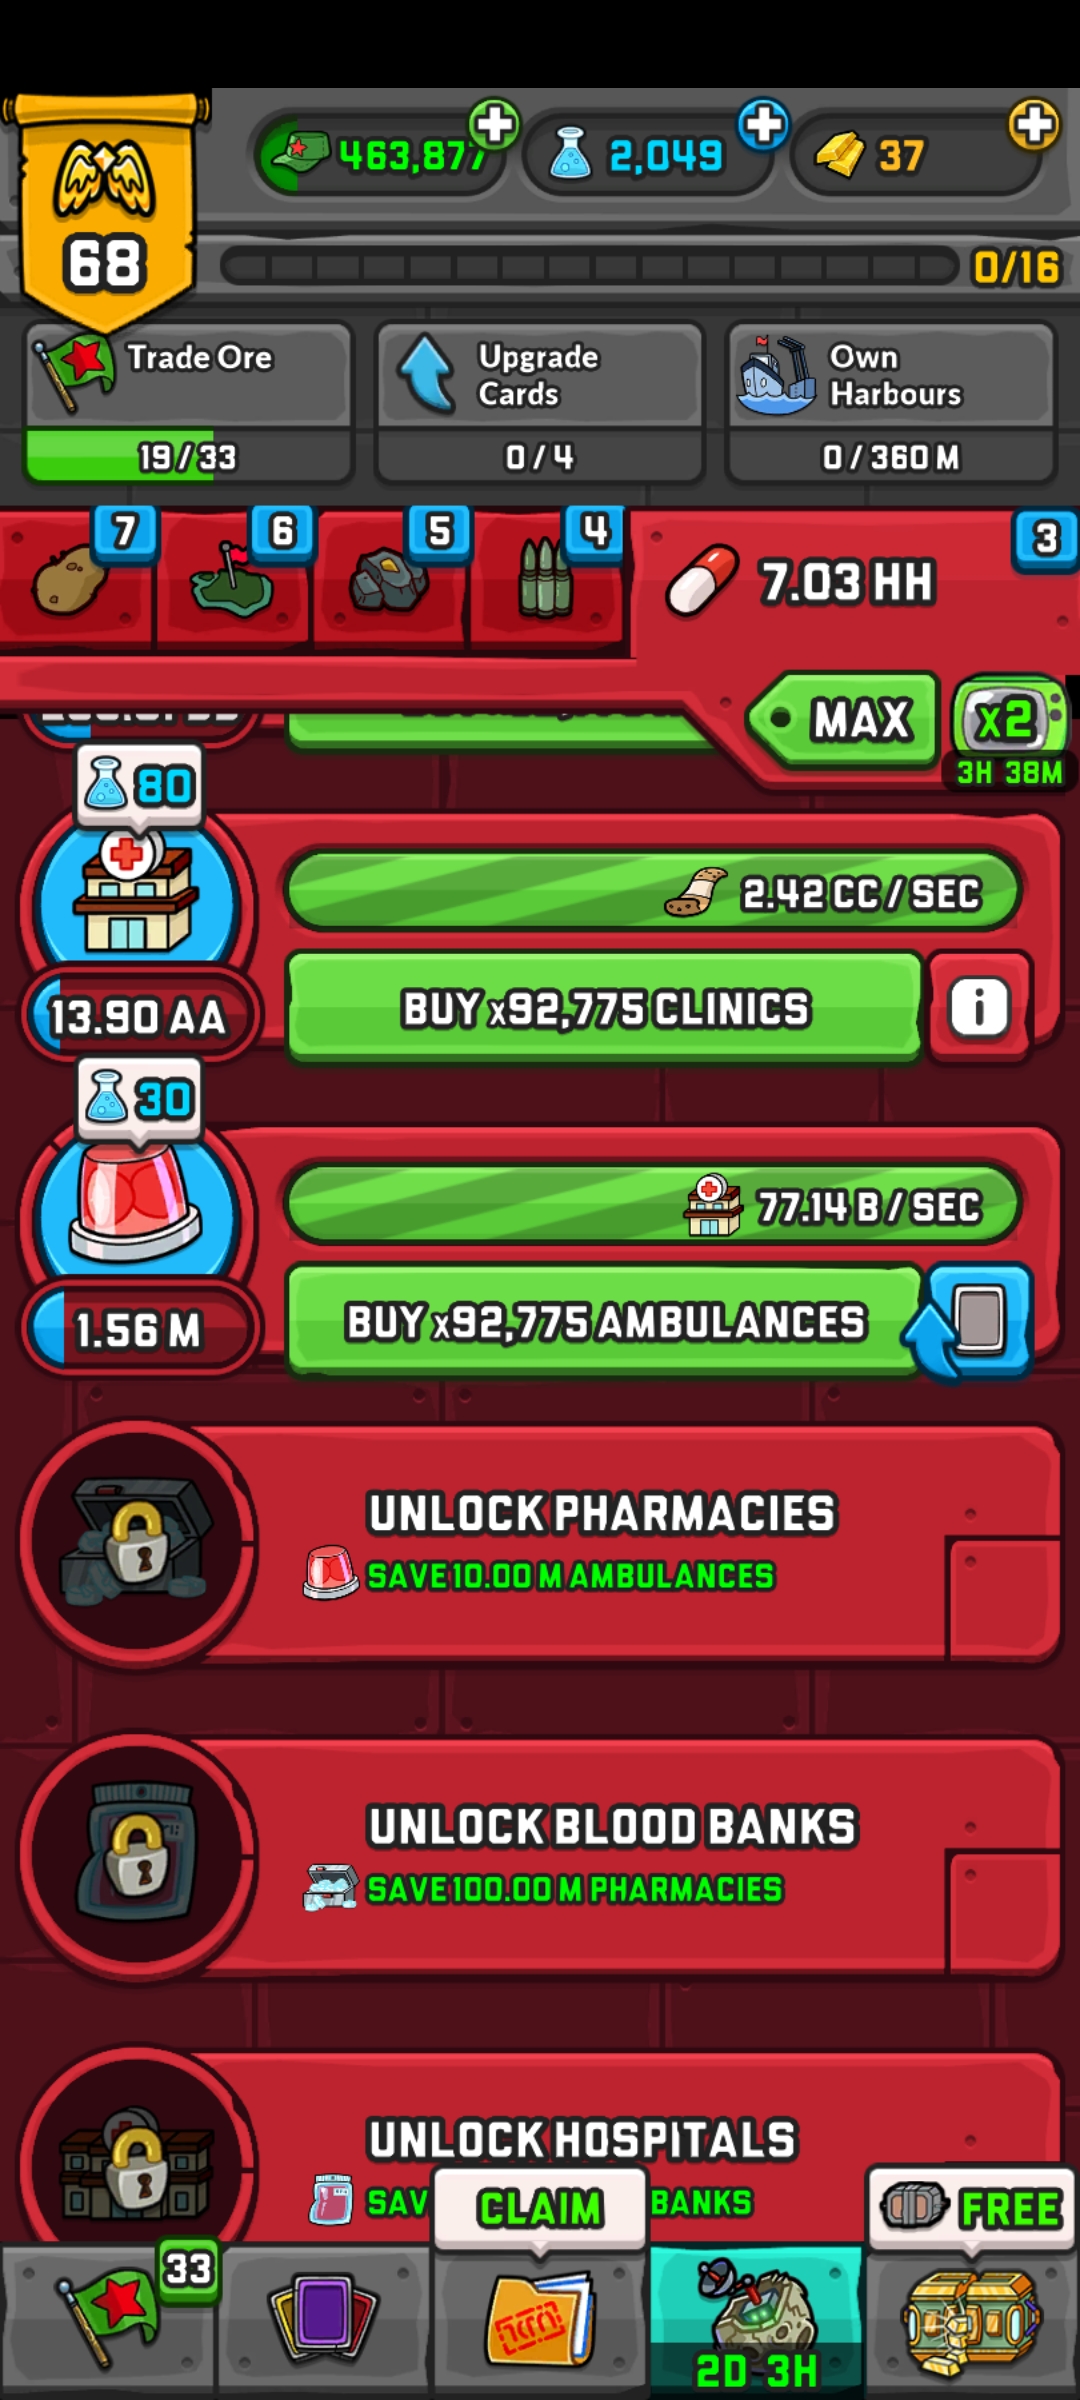 463,877
2,049
37
68
0/16
Trade Ore
19/33
Upgrade
Cards
0/4
Own
Harbours
0/360 M
7
6
5
4
7.03 HH
3
MAX
x2
3H 38M
80
2.42 CC / SEC
13.90 AA
BUY x92,775 CLINICS
i
30
77.14 B / SEC
1.56 M
BUY x92,775 AMBULANCES
UNLOCK PHARMACIES
SAVE 10.00 M AMBULANCES
UNLOCK BLOOD BANKS
SAVE 100.00 M PHARMACIES
UNLOCK HOSPITALS
BANKS
CLAIM
FREE
33
2D 3H